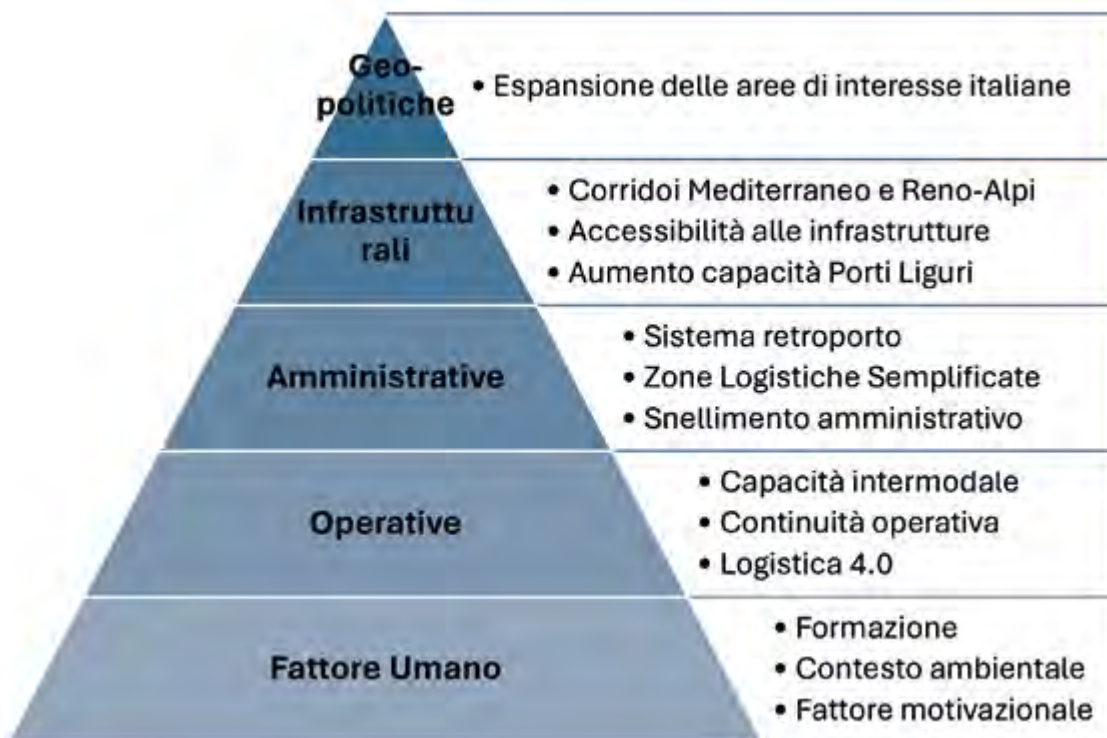 Geo-
politiche
• Espansione delle aree di interesse italiane
Infrastruttu
rali
• Corridoi Mediterraneo e Reno-Alpi
• Accessibilità alle infrastrutture
• Aumento capacità Porti Liguri
Amministrative
• Sistema retroporto
• Zone Logistiche Semplificate
• Snellimento amministrativo
Operative
• Capacità intermodale
• Continuità operativa
• Logistica 4.0
Fattore Umano
• Formazione
• Contesto ambientale
• Fattore motivazionale